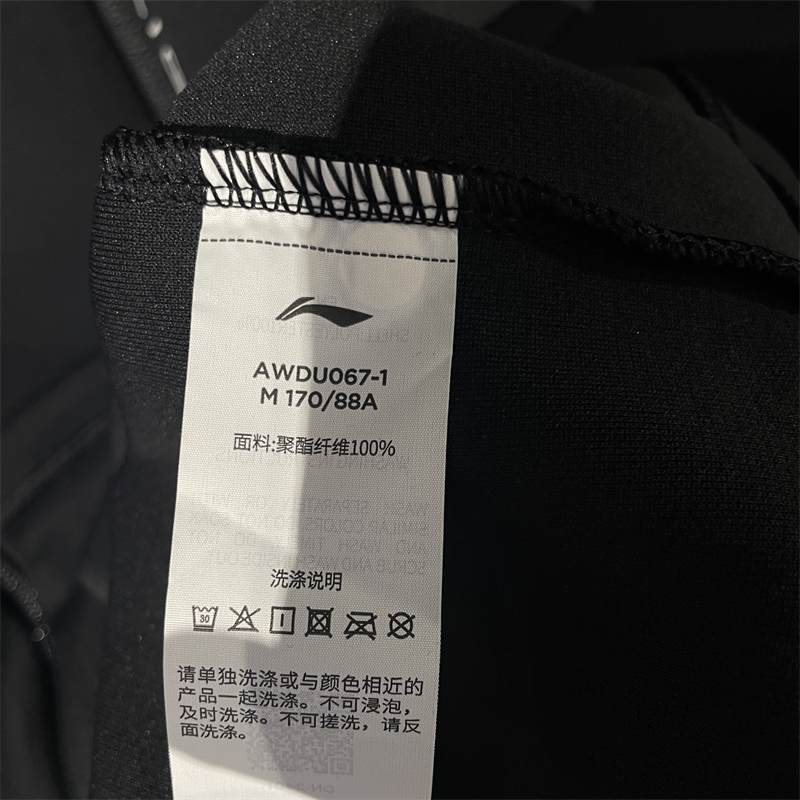 AWDU067-1
M 170/88A
面料:聚酯纤维100%
洗涤说明
30
请单独洗涤或与颜色相近的
产品一起洗涤。不可浸泡,
及时洗涤。不可搓洗,请反
面洗涤。